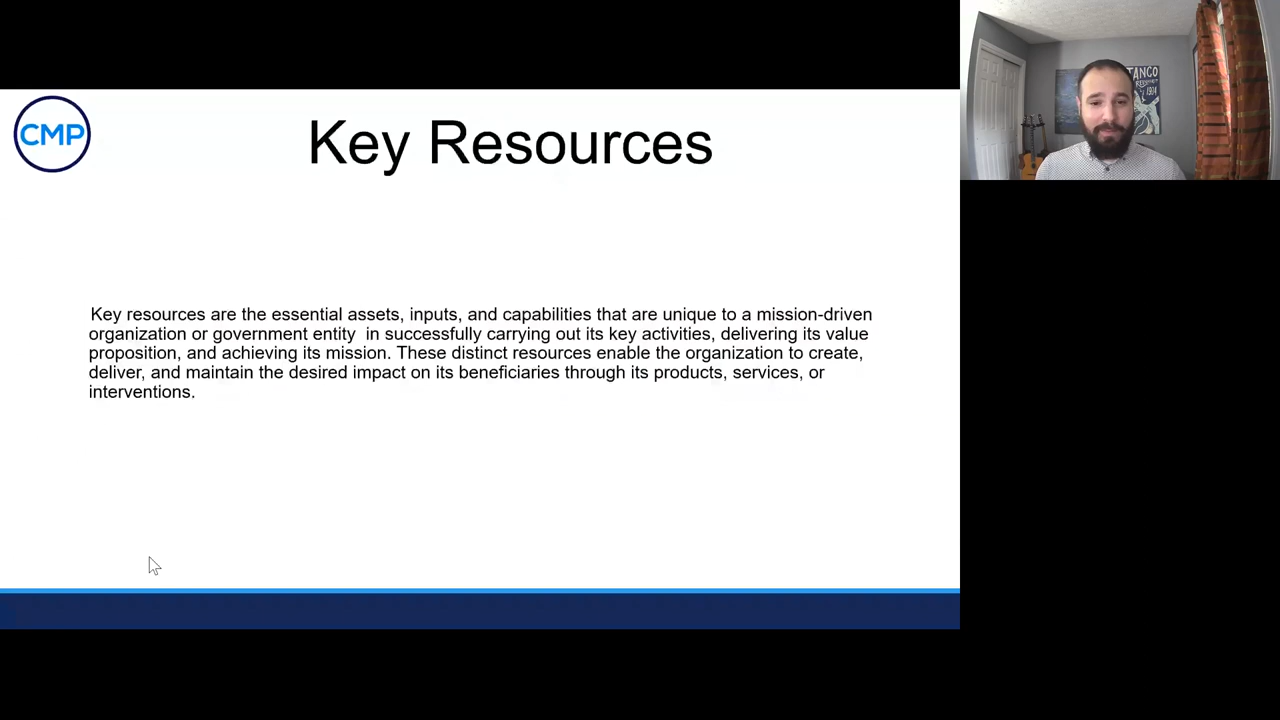 CMP
Key Resources
Key resources are the essential assets, inputs, and capabilities that are unique to a mission-driven
organization or government entity  in successfully carrying out its key activities, delivering its value
proposition, and achieving its mission. These distinct resources enable the organization to create,
deliver, and maintain the desired impact on its beneficiaries through its products, services, or
interventions.
TANCO
1934